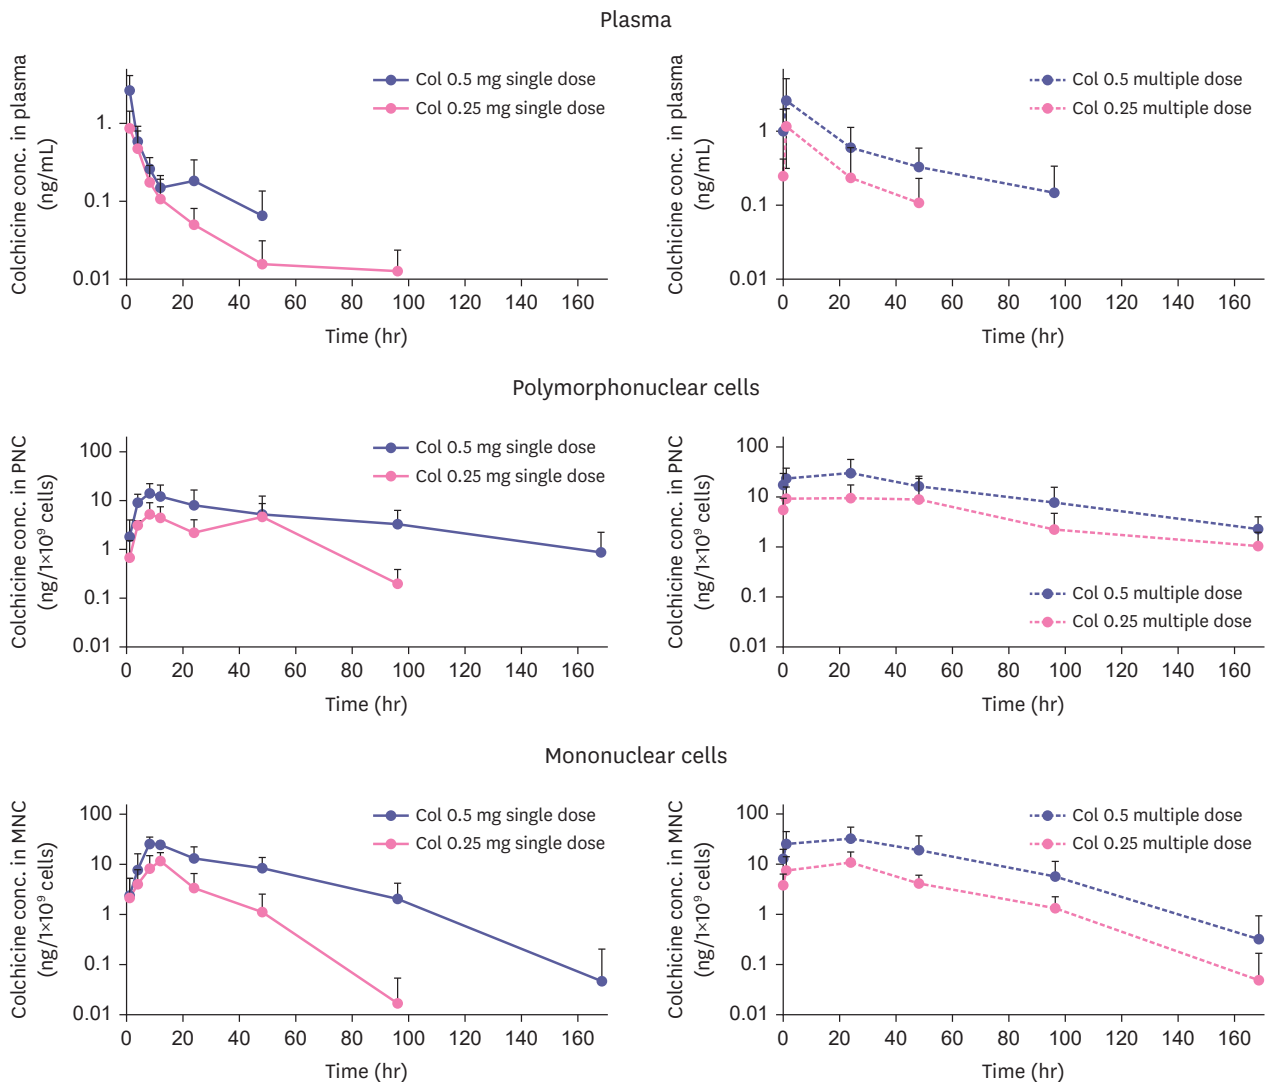 Plasma
Colchicine conc. in plasma
(ng/mL)
1
0.1
0.01
Col 0.5 mg single dose
Col 0.25 mg single dose
0 20 40 60 80 100 120 140 160
Time (hr)
Colchicine conc. in plasma
(ng/mL)
1
0.1
0.01
Col 0.5 multiple dose
Col 0.25 multiple dose
0 20 40 60 80 100 120 140 160
Time (hr)
Polymorphonuclear cells
Colchicine conc. in PNC
(ng/1×10⁹ cells)
100
10
1
0.1
0.01
Col 0.5 mg single dose
Col 0.25 mg single dose
0 20 40 60 80 100 120 140 160
Time (hr)
Colchicine conc. in PNC
(ng/1×10⁹ cells)
100
10
1
0.1
0.01
Col 0.5 multiple dose
Col 0.25 multiple dose
0 20 40 60 80 100 120 140 160
Time (hr)
Mononuclear cells
Colchicine conc. in MNC
(ng/1×10⁹ cells)
100
10
1
0.1
0.01
Col 0.5 mg single dose
Col 0.25 mg single dose
0 20 40 60 80 100 120 140 160
Time (hr)
Colchicine conc. in MNC
(ng/1×10⁹ cells)
100
10
1
0.1
0.01
Col 0.5 multiple dose
Col 0.25 multiple dose
0 20 40 60 80 100 120 140 160
Time (hr)